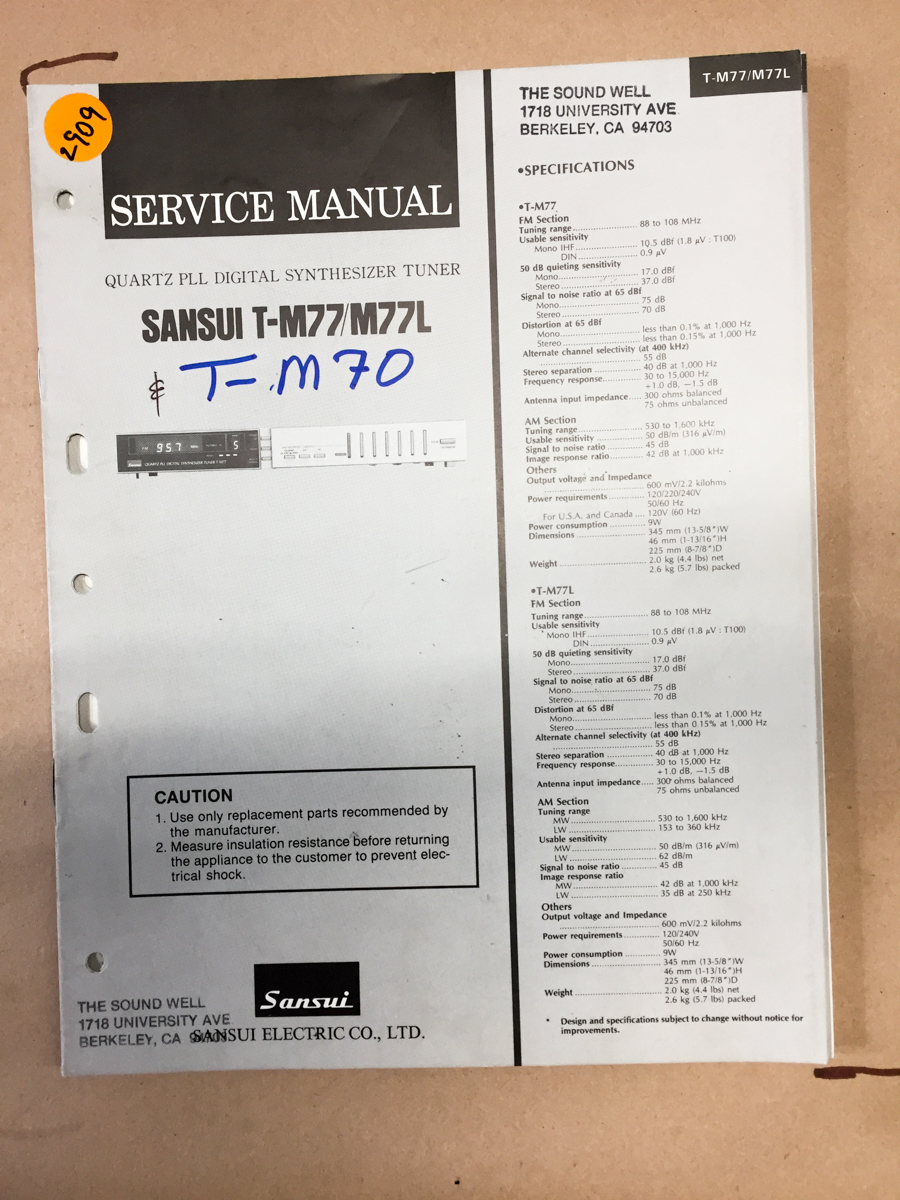 2909
SERVICE MANUAL
QUARTZ PLL DIGITAL SYNTHESIZER TUNER
SANSUI T-M77/M77L
& T-M70
957 5
QUARTZ PLL DIGITAL SYNTHESIZER TUNER
CAUTION
1. Use only replacement parts recommended by
the manufacturer.
2. Measure insulation resistance before returning
the appliance to the customer to prevent elec-
trical shock.
Sansui
THE SOUND WELL
1718 UNIVERSITY AVE
BERKELEY, CA 94703
SANSUI ELECTRIC CO., LTD.
T-M77/M77L
THE SOUND WELL
1718 UNIVERSITY AVE
BERKELEY, CA 94703
•SPECIFICATIONS
•T-M77
FM Section
Tuning range 88 to 108 MHz
Usable sensitivity
Mono IHF 10.5 dBf (1.8 µV : T100)
DIN 0.9 µV
50 dB quieting sensitivity
Mono 17.0 dBf
Stereo 37.0 dBf
Signal to noise ratio at 65 dBf
Mono 75 dB
Stereo 70 dB
Distortion at 65 dBf
Mono less than 0.1% at 1,000 Hz
Stereo less than 0.15% at 1,000 Hz
Alternate channel selectivity (at 400 kHz)
55 dB
Stereo separation 40 dB at 1,000 Hz
Frequency response 30 to 15,000 Hz
+1.0 dB, −1.5 dB
Antenna input impedance 300 ohms balanced
75 ohms unbalanced
AM Section
Tuning range 530 to 1,600 kHz
Usable sensitivity 50 dB/m (316 µV/m)
Signal to noise ratio 45 dB
Image response ratio 42 dB at 1,000 kHz
Others
Output voltage and Impedance
600 mV/2.2 kilohms
Power requirements 120/220/240V
50/60 Hz
For U.S.A. and Canada 120V (60 Hz)
Power consumption 9W
Dimensions 345 mm (13-5/8")W
46 mm (1-13/16")H
225 mm (8-7/8")D
Weight 2.0 kg (4.4 lbs) net
2.6 kg (5.7 lbs) packed
•T-M77L
FM Section
Tuning range 88 to 108 MHz
Usable sensitivity
Mono IHF 10.5 dBf (1.8 µV : T100)
DIN 0.9 µV
50 dB quieting sensitivity
Mono 17.0 dBf
Stereo 37.0 dBf
Signal to noise ratio at 65 dBf
Mono 75 dB
Stereo 70 dB
Distortion at 65 dBf
Mono less than 0.1% at 1,000 Hz
Stereo less than 0.15% at 1,000 Hz
Alternate channel selectivity (at 400 kHz)
55 dB
Stereo separation 40 dB at 1,000 Hz
Frequency response 30 to 15,000 Hz
+1.0 dB, −1.5 dB
Antenna input impedance 300 ohms balanced
75 ohms unbalanced
AM Section
Tuning range
MW 530 to 1,600 kHz
LW 153 to 360 kHz
Usable sensitivity
MW 50 dB/m (316 µV/m)
LW 62 dB/m
Signal to noise ratio 45 dB
Image response ratio
MW 42 dB at 1,000 kHz
LW 35 dB at 250 kHz
Others
Output voltage and Impedance
600 mV/2.2 kilohms
Power requirements 120/240V
50/60 Hz
Power consumption 9W
Dimensions 345 mm (13-5/8")W
46 mm (1-13/16")H
225 mm (8-7/8")D
Weight 2.0 kg (4.4 lbs) net
2.6 kg (5.7 lbs) packed
* Design and specifications subject to change without notice for
improvements.